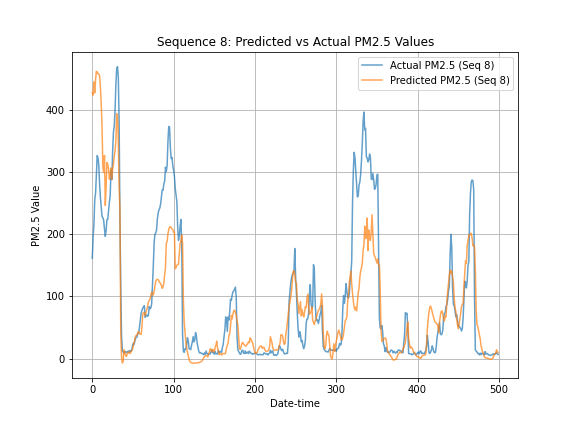 Sequence 8: Predicted vs Actual PM2.5 Values
Actual PM2.5 (Seq 8)
Predicted PM2.5 (Seq 8)
PM2.5 Value
400
300
200
100
0
0 100 200 300 400 500
Date-time